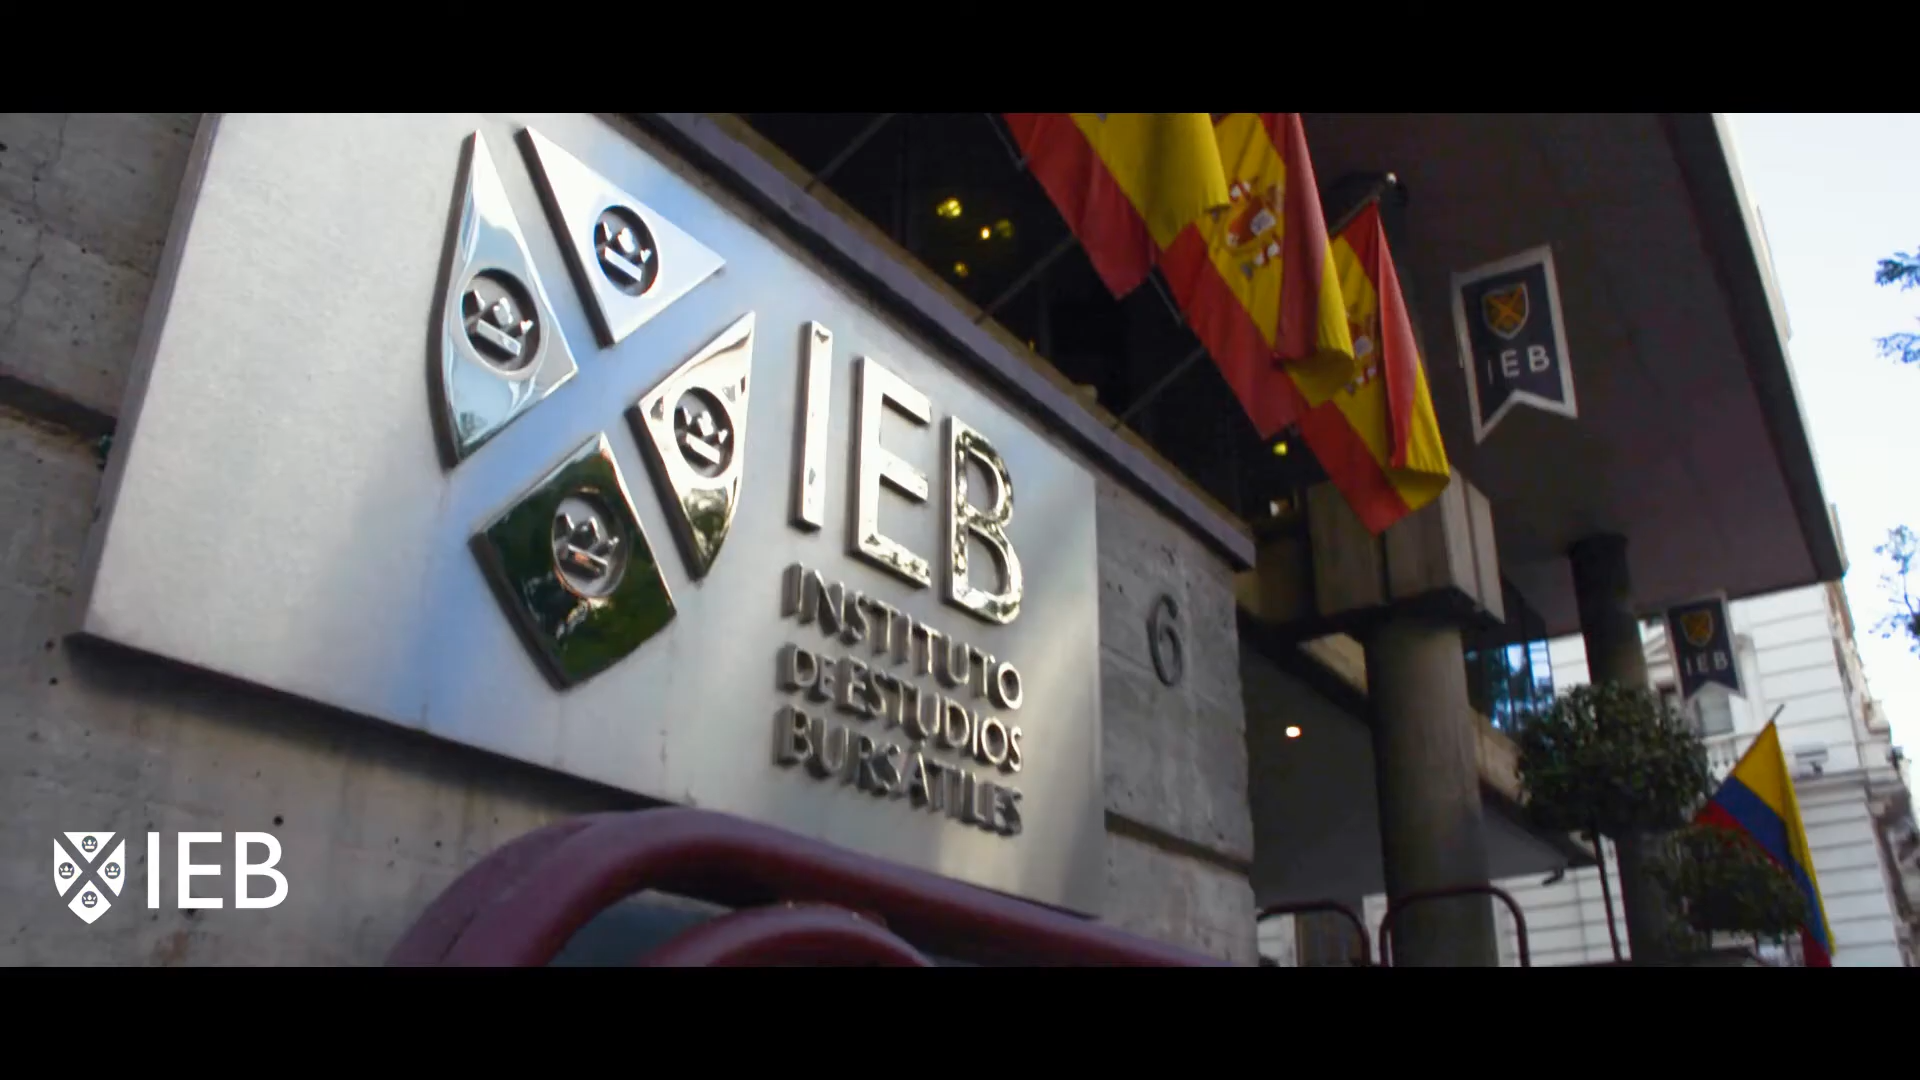 IEB
INSTITUTO
DE ESTUDIOS
BURSÁTILES
6
IEB
IEB
IEB